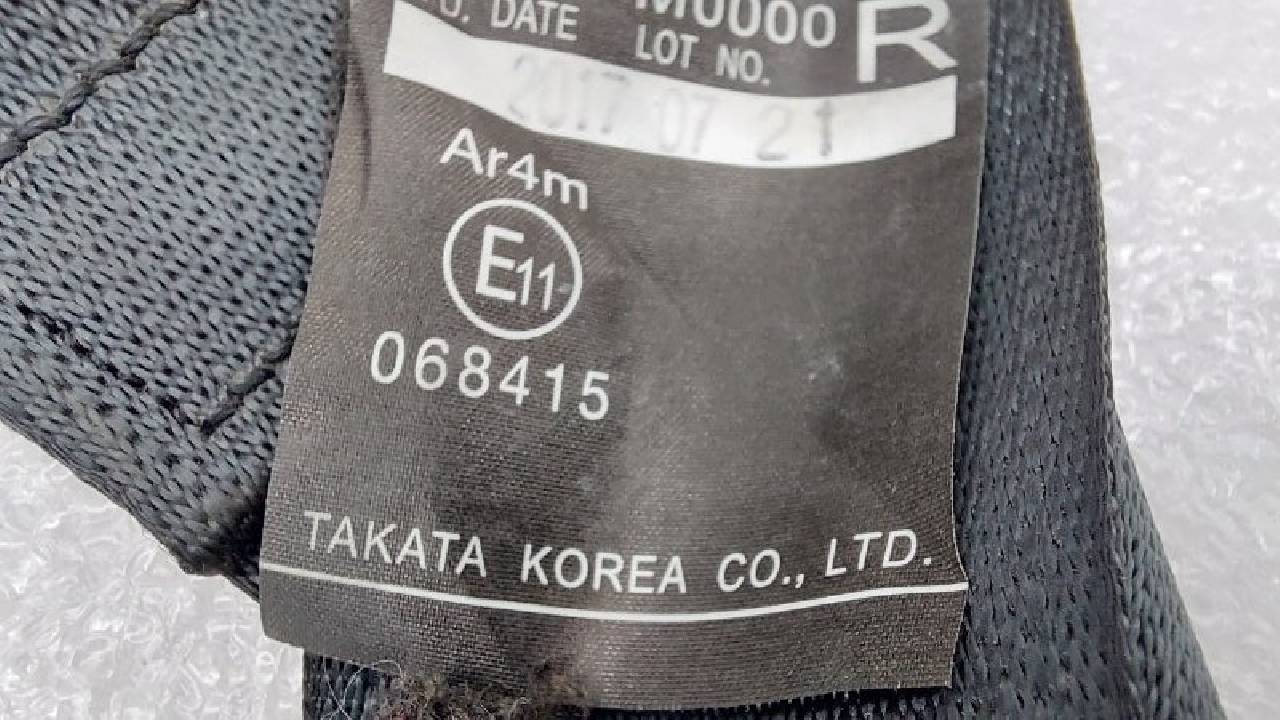 M0000 R
DATE LOT NO.
2017 07 21
Ar4m
E11
068415
TAKATA KOREA CO., LTD.